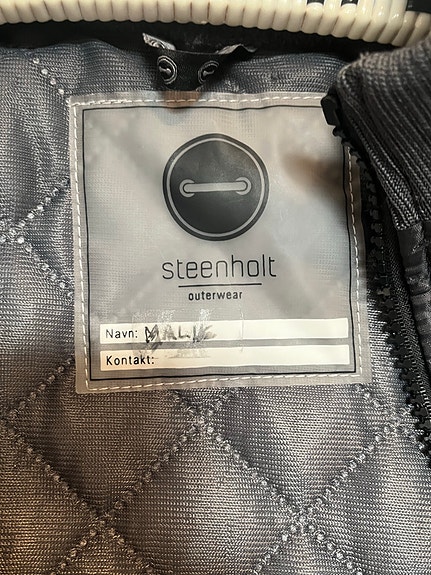 steenholt
outerwear
Navn: MALIK
Kontakt: